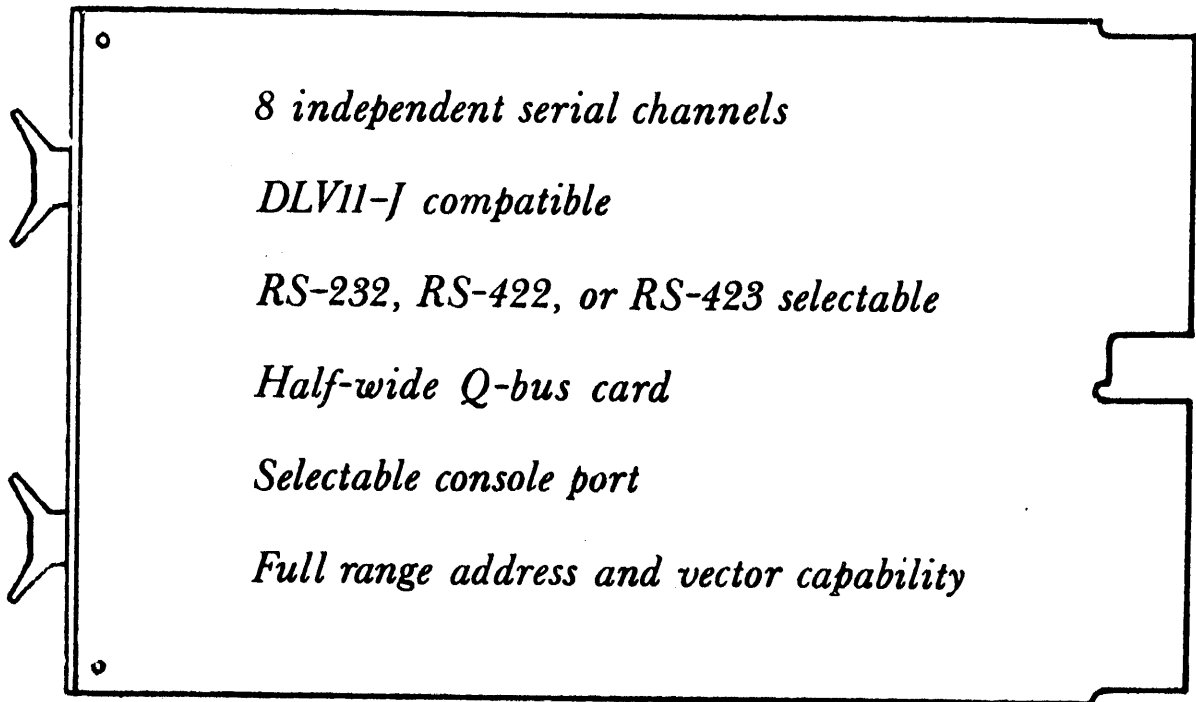 8 independent serial channels
DLV11-J compatible
RS-232, RS-422, or RS-423 selectable
Half-wide Q-bus card
Selectable console port
Full range address and vector capability